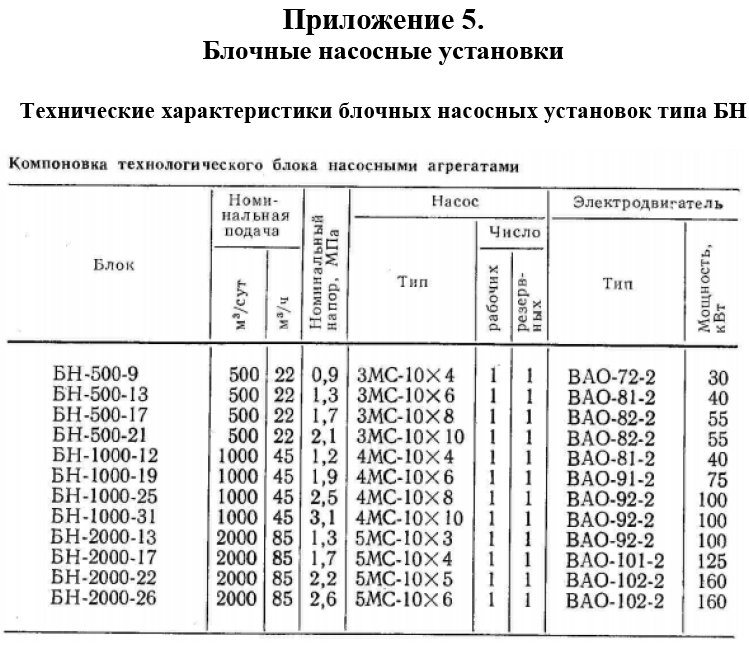 Приложение 5.
Блочные насосные установки
Технические характеристики блочных насосных установок типа БН
Компоновка технологического блока насосными агрегатами
Блок
Номи-
нальная
подача
м³/сут
м³/ч
Номинальный
напор, МПа
Насос
Тип
Число
рабочих
резерв-
ных
Электродвигатель
Тип
Мощность,
кВт
БН-500-9 500 22 0,9 3МС-10×4 1 1 ВАО-72-2 30
БН-500-13 500 22 1,3 3МС-10×6 1 1 ВАО-81-2 40
БН-500-17 500 22 1,7 3МС-10×8 1 1 ВАО-82-2 55
БН-500-21 500 22 2,1 3МС-10×10 1 1 ВАО-82-2 55
БН-1000-12 1000 45 1,2 4МС-10×4 1 1 ВАО-81-2 40
БН-1000-19 1000 45 1,9 4МС-10×6 1 1 ВАО-91-2 75
БН-1000-25 1000 45 2,5 4МС-10×8 1 1 ВАО-92-2 100
БН-1000-31 1000 45 3,1 4МС-10×10 1 1 ВАО-92-2 100
БН-2000-13 2000 85 1,3 5МС-10×3 1 1 ВАО-92-2 100
БН-2000-17 2000 85 1,7 5МС-10×4 1 1 ВАО-101-2 125
БН-2000-22 2000 85 2,2 5МС-10×5 1 1 ВАО-102-2 160
БН-2000-26 2000 85 2,6 5МС-10×6 1 1 ВАО-102-2 160